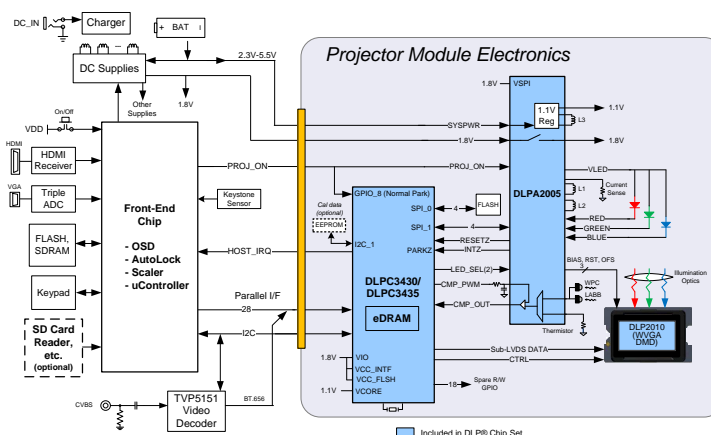 DC_IN
Charger
+ BAT -
2.3V-5.5V
DC Supplies
Other
Supplies
1.8V
Projector Module Electronics
1.8V
VSPI
1.1V
Reg
1.1V
L3
SYSPWR
1.8V
1.8V
On/Off
VDD
HDMI
HDMI
Receiver
VGA
Triple
ADC
FLASH,
SDRAM
Keypad
SD Card
Reader,
etc.
(optional)
CVBS
Front-End
Chip
- OSD
- AutoLock
- Scaler
- uController
Keystone
Sensor
PROJ_ON
HOST_IRQ
Parallel I/F
28
I2C
BT.656
TVP5151
Video
Decoder
PROJ_ON
GPIO_8 (Normal Park)
Cal data
(optional)
EEPROM
I2C_1
SPI_0
4
FLASH
SPI_1
4
RESETZ
PARKZ
INTZ
LED_SEL(2)
CMP_PWM
CMP_OUT
DLPC3430/
DLPC3435
eDRAM
1.8V
VIO
VCC_INTF
VCC_FLSH
1.1V
VCORE
Sub-LVDS DATA
CTRL
18
Spare R/W
GPIO
DLPA2005
VLED
Current
Sense
L1
L2
RED
GREEN
BLUE
BIAS, RST, OFS
3
WPC
LABB
Thermistor
Illumination
Optics
DLP2010
(WVGA
DMD)
Included in DLP® Chip Set